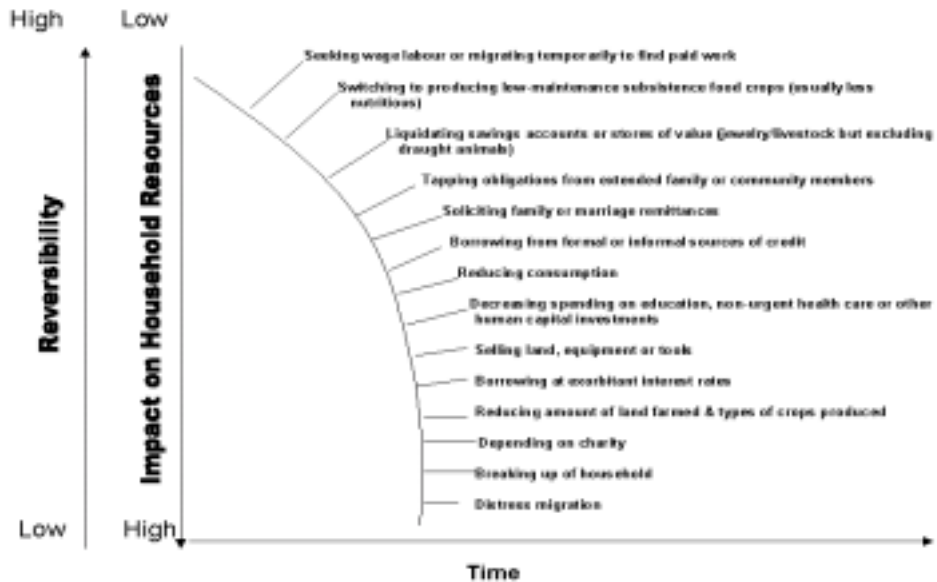 High
Low
Seeking wage labour or migrating temporarily to find paid work
Switching to producing low-maintenance subsistence food crops (usually less
nutritious)
Liquidating savings accounts or stores of value (jewelry/livestock but excluding
draught animals)
Tapping obligations from extended family or community members
Soliciting family or marriage remittances
Borrowing from formal or informal sources of credit
Reducing consumption
Decreasing spending on education, non-urgent health care or other
human capital investments
Selling land, equipment or tools
Borrowing at exorbitant interest rates
Reducing amount of land farmed & types of crops produced
Depending on charity
Breaking up of household
Distress migration
Reversibility
Impact on Household Resources
Low
High
Time